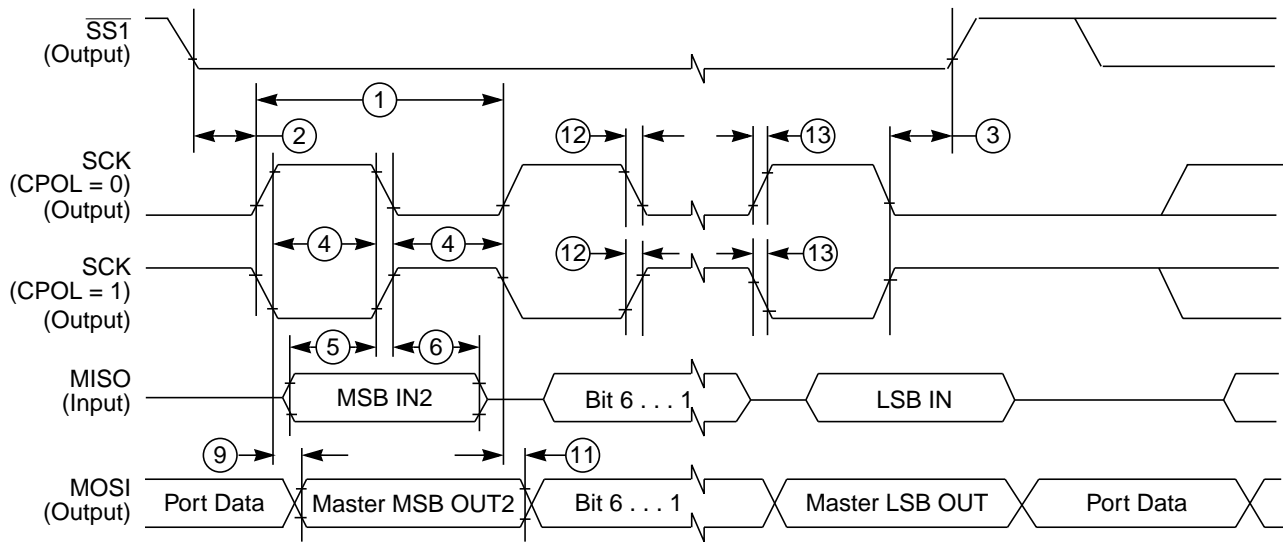 SS1
(Output)
1
2
12
13
3
SCK
(CPOL = 0)
(Output)
4
4
SCK
(CPOL = 1)
(Output)
12
13
5
6
MISO
(Input)
MSB IN2
Bit 6 . . . 1
LSB IN
9
11
MOSI
(Output)
Port Data
Master MSB OUT2
Bit 6 . . . 1
Master LSB OUT
Port Data